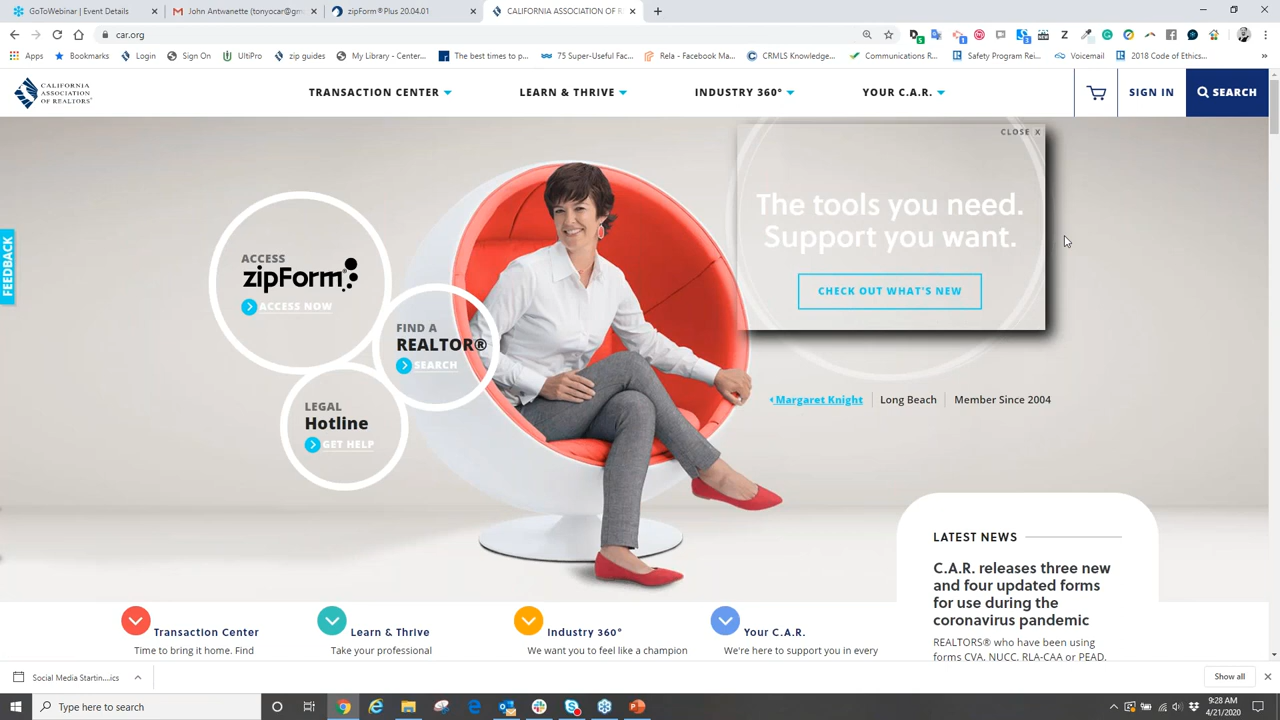 GoToWebinar | Event Details
John Antwanette (tonyocar@gm
zipForm®Plus 20.04.01
CALIFORNIA ASSOCIATION OF R
car.org
Apps
Bookmarks
Login
Sign On
UltiPro
zip guides
My Library - Center...
The best times to p...
75 Super-Useful Fac...
Rela - Facebook Ma...
CRMLS Knowledge...
Communications R...
Safety Program Rei...
Voicemail
2018 Code of Ethics...
CALIFORNIA
ASSOCIATION
OF REALTORS®
TRANSACTION CENTER
LEARN & THRIVE
INDUSTRY 360°
YOUR C.A.R.
SIGN IN
SEARCH
CLOSE X
The tools you need.
Support you want.
CHECK OUT WHAT'S NEW
FEEDBACK
ACCESS
zipForm®
ACCESS NOW
FIND A
REALTOR®
SEARCH
LEGAL
Hotline
GET HELP
Margaret Knight
Long Beach
Member Since 2004
LATEST NEWS
C.A.R. releases three new
and four updated forms
for use during the
coronavirus pandemic
REALTORS® who have been using
forms CVA, NUCC, RLA-CAA or PEAD,
Transaction Center
Time to bring it home. Find
Learn & Thrive
Take your professional
Industry 360°
We want you to feel like a champion
Your C.A.R.
We're here to support you in every
Social Media Startin....ics
Show all
Type here to search
9:28 AM
4/21/2020